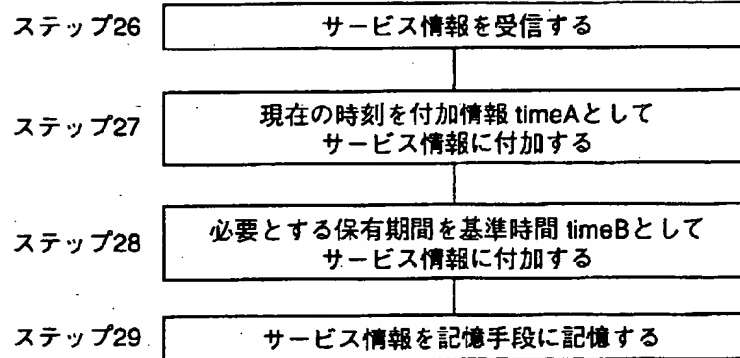 ステップ26
サービス情報を受信する
ステップ27
現在の時刻を付加情報 timeAとして
サービス情報に付加する
ステップ28
必要とする保有期間を基準時間 timeBとして
サービス情報に付加する
ステップ29
サービス情報を記憶手段に記憶する